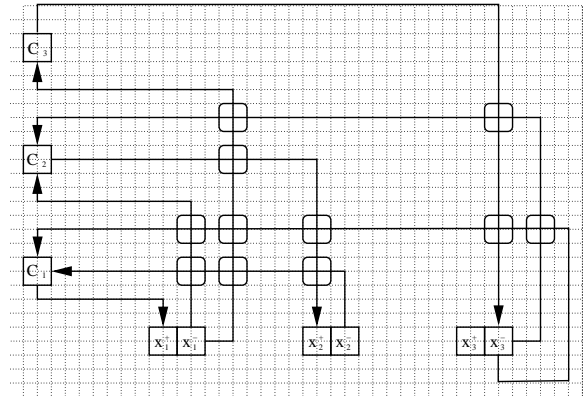 C₃
C₂
C₁
x₁⁺ x₁⁻ x₂⁺ x₂⁻ x₃⁺ x₃⁻